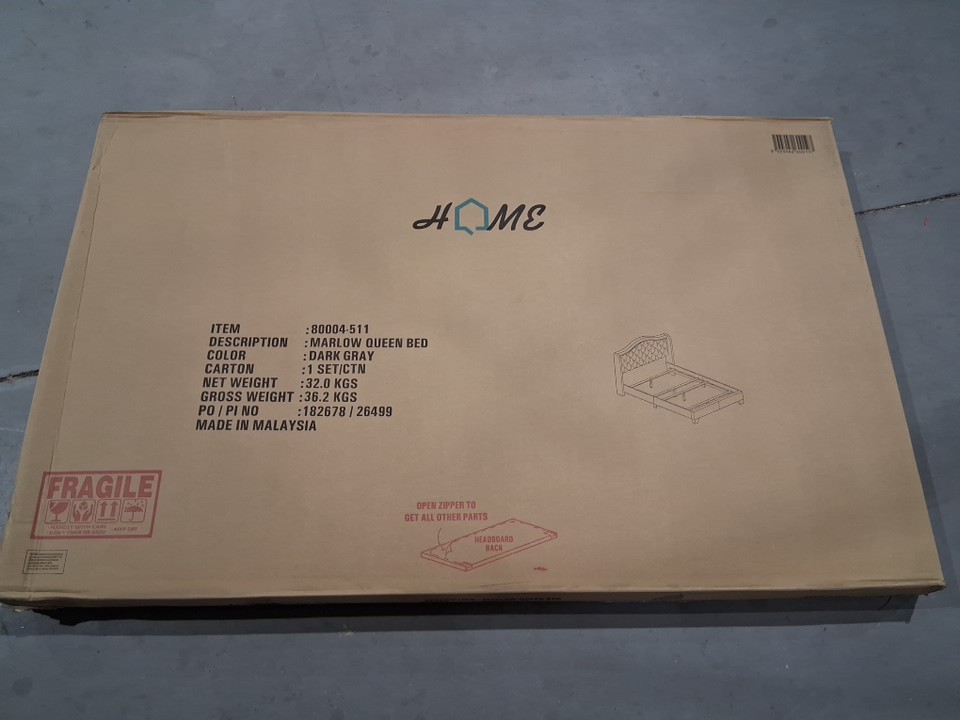 HOME
ITEM : 80004-511
DESCRIPTION : MARLOW QUEEN BED
COLOR : DARK GRAY
CARTON : 1 SET/CTN
NET WEIGHT : 32.0 KGS
GROSS WEIGHT : 36.2 KGS
PO / PI NO : 182678 / 26499
MADE IN MALAYSIA
FRAGILE
OPEN ZIPPER TO
GET ALL OTHER PARTS
HEADBOARD
BACK